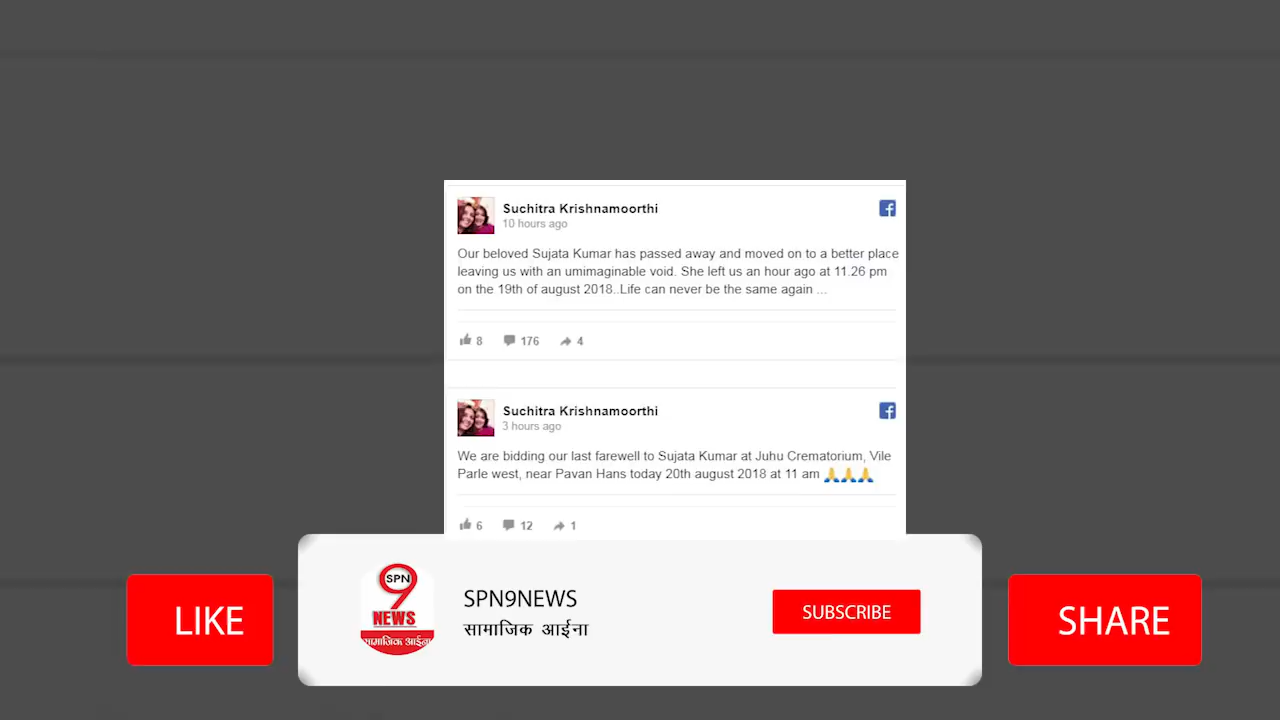 Suchitra Krishnamoorthi
10 hours ago
Our beloved Sujata Kumar has passed away and moved on to a better place
leaving us with an umimaginable void. She left us an hour ago at 11.26 pm
on the 19th of august 2018..Life can never be the same again ...
8 176 4
Suchitra Krishnamoorthi
3 hours ago
We are bidding our last farewell to Sujata Kumar at Juhu Crematorium, Vile
Parle west, near Pavan Hans today 20th august 2018 at 11 am 🙏🙏🙏
6 12 1
LIKE
SPN
9
NEWS
सामाजिक आईना
SPN9NEWS
सामाजिक आईना
SUBSCRIBE
SHARE